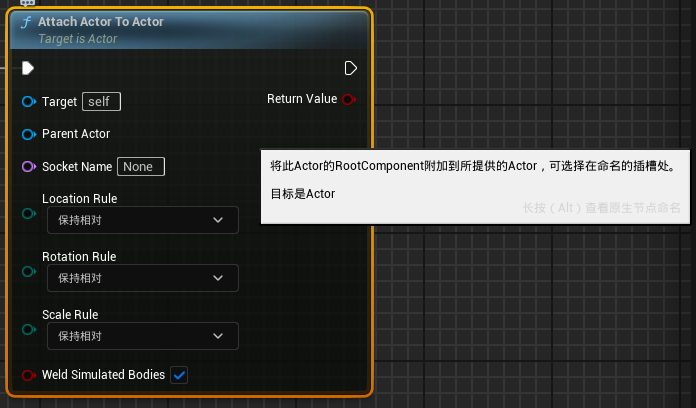 Attach Actor To Actor
Target is Actor
Target self
Return Value
Parent Actor
Socket Name None
Location Rule
保持相对
Rotation Rule
保持相对
Scale Rule
保持相对
Weld Simulated Bodies
将此Actor的RootComponent附加到所提供的Actor，可选择在命名的插槽处。
目标是Actor
长按（Alt）查看原生节点命名